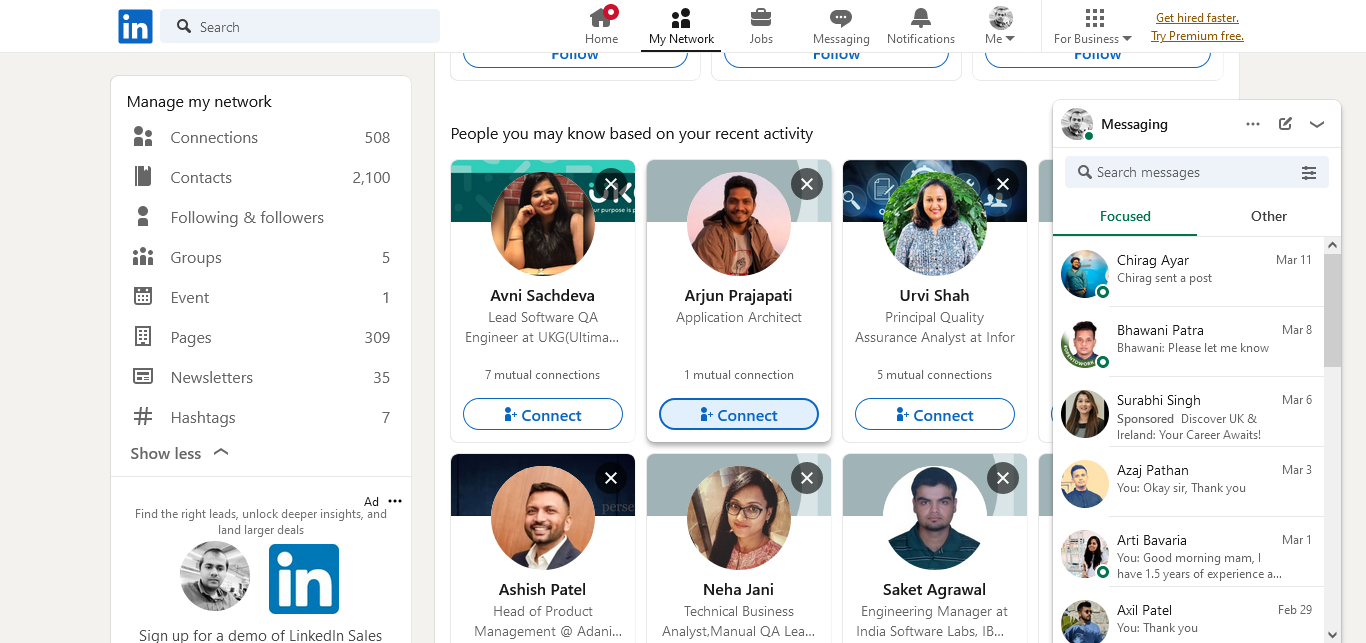 in
Search
Home
My Network
Jobs
Messaging
Notifications
Me
For Business
Get hired faster.
Try Premium free.
Follow
Follow
Follow
Manage my network
Connections 508
Contacts 2,100
Following & followers
Groups 5
Event 1
Pages 309
Newsletters 35
Hashtags 7
Show less
Ad
Find the right leads, unlock deeper insights, and
land larger deals
in
Sign up for a demo of LinkedIn Sales
People you may know based on your recent activity
Avni Sachdeva
Lead Software QA
Engineer at UKG(Ultima...
7 mutual connections
Connect
Arjun Prajapati
Application Architect
1 mutual connection
Connect
Urvi Shah
Principal Quality
Assurance Analyst at Infor
5 mutual connections
Connect
perse
Ashish Patel
Head of Product
Management @ Adani...
Neha Jani
Technical Business
Analyst,Manual QA Lea...
Saket Agrawal
Engineering Manager at
India Software Labs, IB...
Messaging
Search messages
Focused
Other
Chirag Ayar Mar 11
Chirag sent a post
Bhawani Patra Mar 8
Bhawani: Please let me know
Surabhi Singh Mar 6
Sponsored Discover UK &
Ireland: Your Career Awaits!
Azaj Pathan Mar 3
You: Okay sir, Thank you
Arti Bavaria Mar 1
You: Good morning mam, I
have 1.5 years of experience a...
Axil Patel Feb 29
You: Thank you